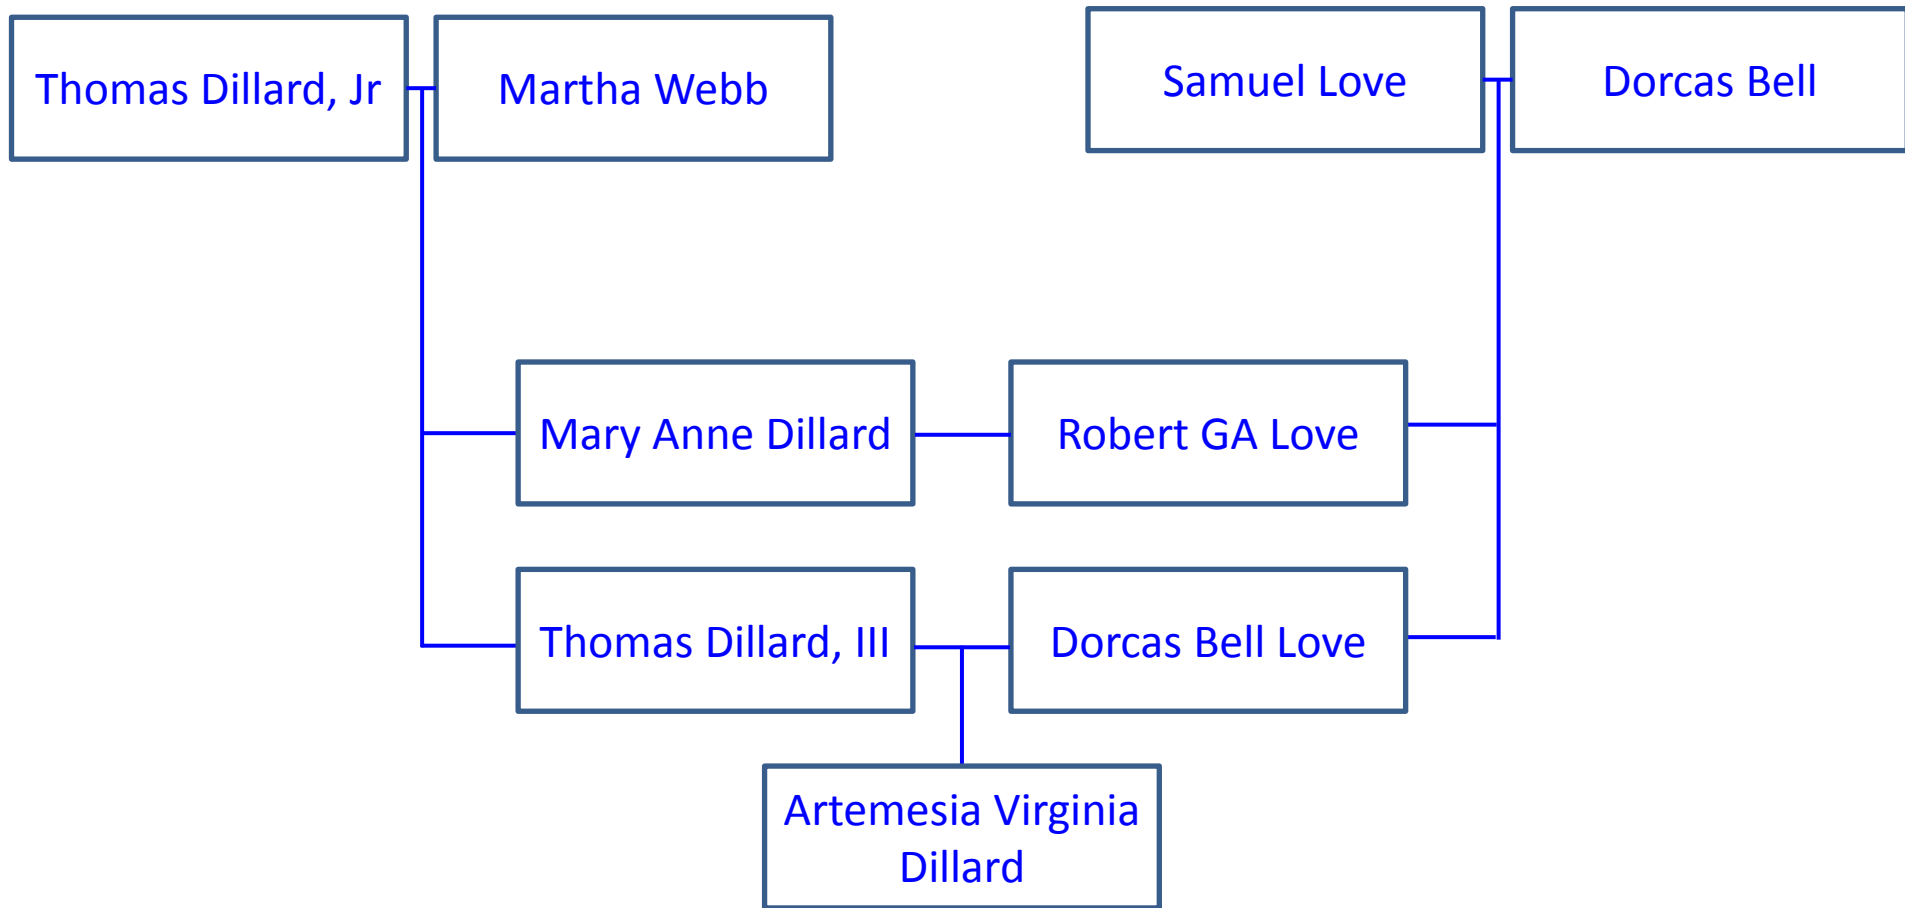 Thomas Dillard, Jr
Martha Webb
Samuel Love
Dorcas Bell
Mary Anne Dillard
Robert GA Love
Thomas Dillard, III
Dorcas Bell Love
Artemesia Virginia
Dillard